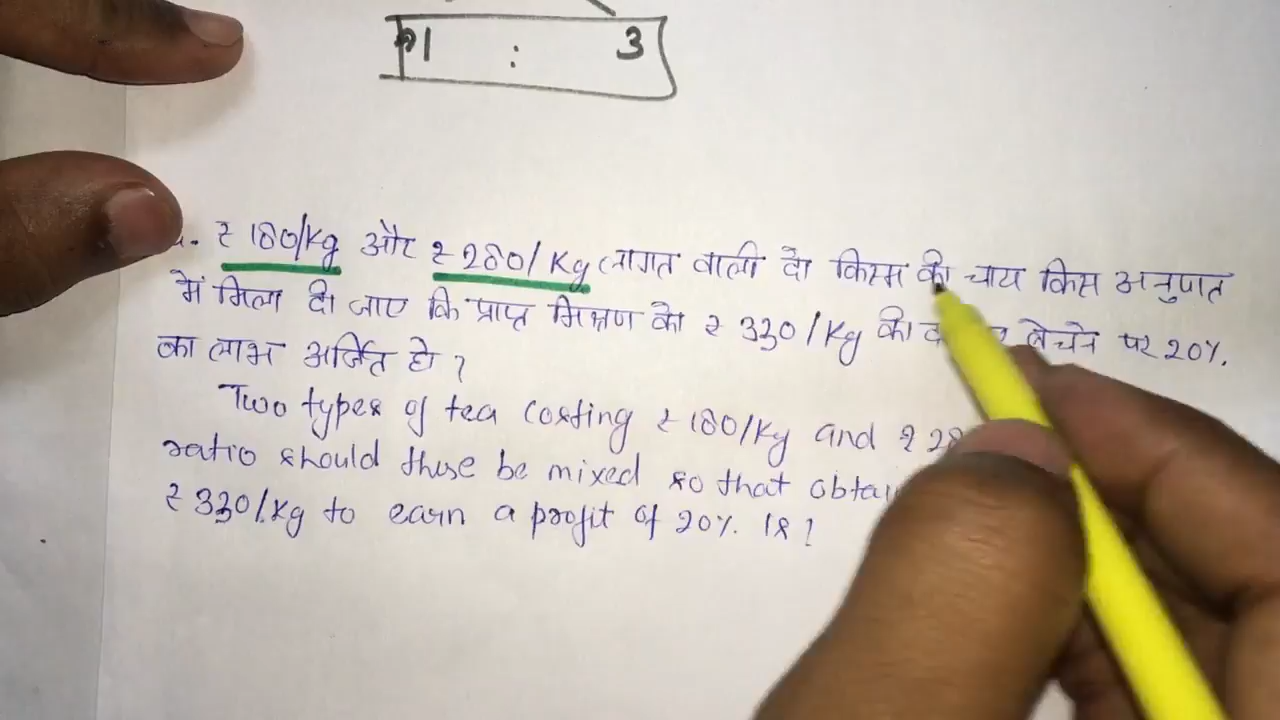 1 : 3
₹ 180/Kg और ₹ 280/Kg लागत वाली दो किस्म की चाय किस अनुपात
में मिला दी जाए कि प्राप्त मिश्रण को ₹ 330/Kg की बेचने पर 20%.
का लाभ अर्जित हो ?
Two types of tea costing ₹ 180/Kg and ₹
ratio should these be mixed so that
₹ 330/.Kg to earn a profit of 20%. Is ?